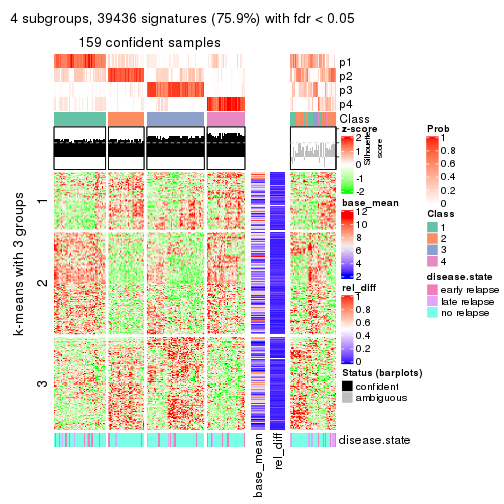 4 subgroups, 39436 signatures (75.9%) with fdr < 0.05
159 confident samples
p1
p2
p3
p4
Class
z-score
2
1
0
-1
-2
Silhouette
score
Prob
1
0.8
0.6
0.4
0.2
0
k-means with 3 groups
1
2
3
base_mean
12
10
8
6
4
2
Class
1
2
3
4
disease.state
early relapse
late relapse
no relapse
rel_diff
1
0.8
0.6
0.4
0.2
0
Status (barplots)
confident
ambiguous
disease.state
base_mean
rel_diff